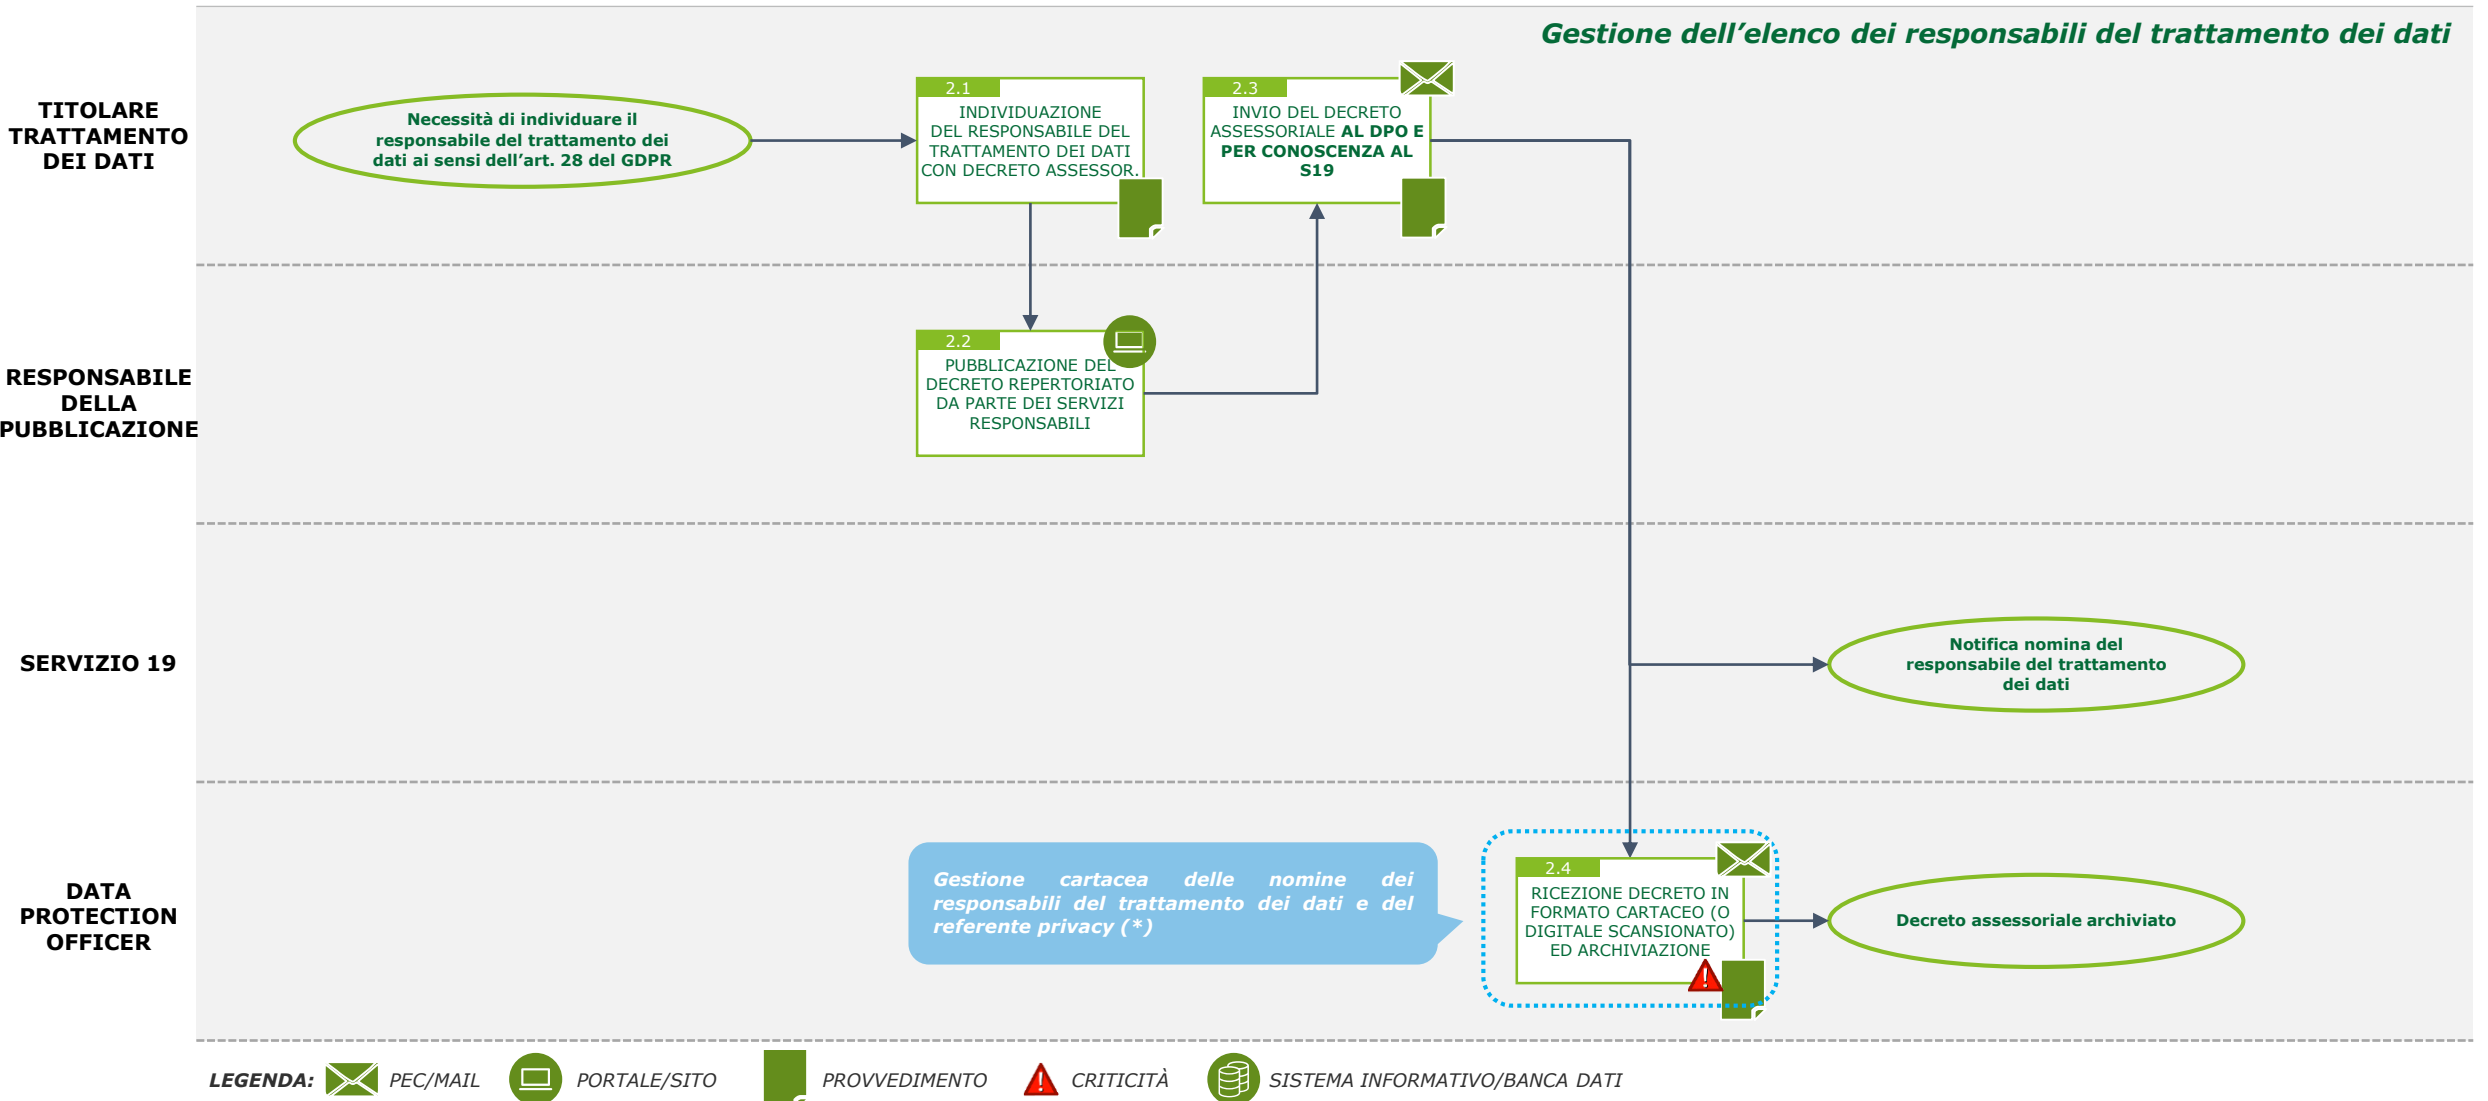 Gestione dell’elenco dei responsabili del trattamento dei dati
TITOLARE
TRATTAMENTO
DEI DATI
Necessità di individuare il
responsabile del trattamento dei
dati ai sensi dell’art. 28 del GDPR
2.1
INDIVIDUAZIONE
DEL RESPONSABILE DEL
TRATTAMENTO DEI DATI
CON DECRETO ASSESSOR.
2.3
INVIO DEL DECRETO
ASSESSORIALE AL DPO E
PER CONOSCENZA AL
S19
RESPONSABILE
DELLA
PUBBLICAZIONE
2.2
PUBBLICAZIONE DEL
DECRETO REPERTORIATO
DA PARTE DEI SERVIZI
RESPONSABILI
SERVIZIO 19
Notifica nomina del
responsabile del trattamento
dei dati
DATA
PROTECTION
OFFICER
Gestione cartacea delle nomine dei
responsabili del trattamento dei dati e del
referente privacy (*)
2.4
RICEZIONE DECRETO IN
FORMATO CARTACEO (O
DIGITALE SCANSIONATO)
ED ARCHIVIAZIONE
Decreto assessoriale archiviato
LEGENDA: PEC/MAIL PORTALE/SITO PROVVEDIMENTO CRITICITÀ SISTEMA INFORMATIVO/BANCA DATI